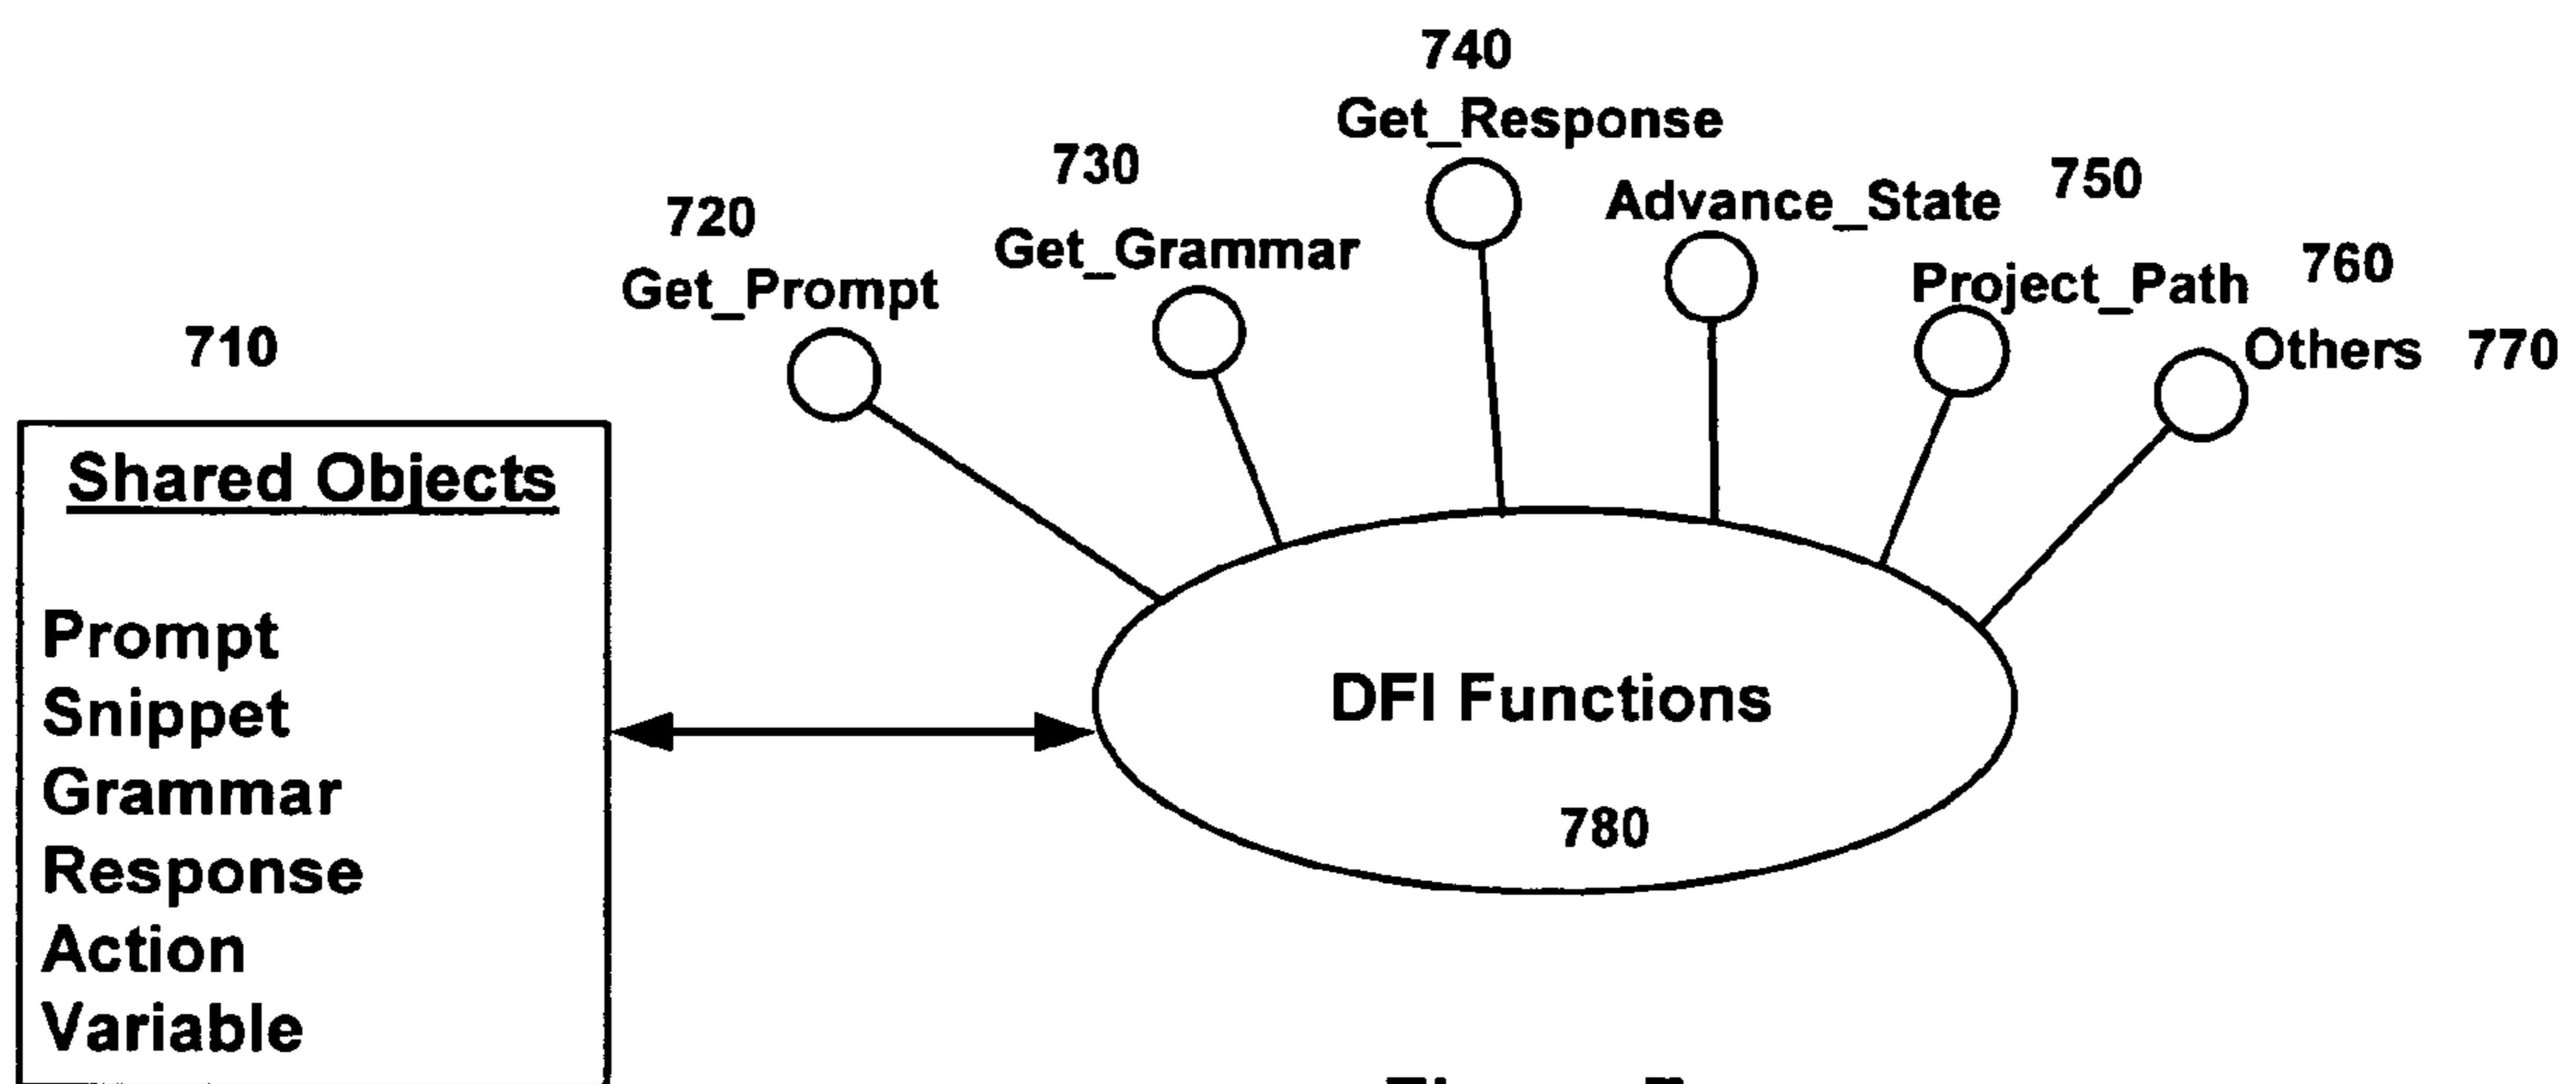 740
Get_Response
730
750
Advance_State
720
Get_Grammar
760
Project_Path
Get_Prompt
710
Others 770
Shared Objects
Prompt
Snippet
Grammar
Response
Action
Variable
DFI Functions
780